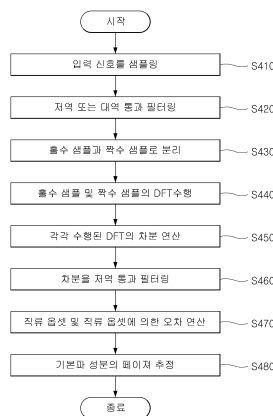 시작
입력 신호를 샘플링
S410
저역 또는 대역 통과 필터링
S420
홀수 샘플과 짝수 샘플로 분리
S430
홀수 샘플 및 짝수 샘플의 DFT수행
S440
각각 수행된 DFT의 차분 연산
S450
차분을 저역 통과 필터링
S460
직류 옵셋 및 직류 옵셋에 의한 오차 연산
S470
기본파 성분의 페이져 추정
S480
종료